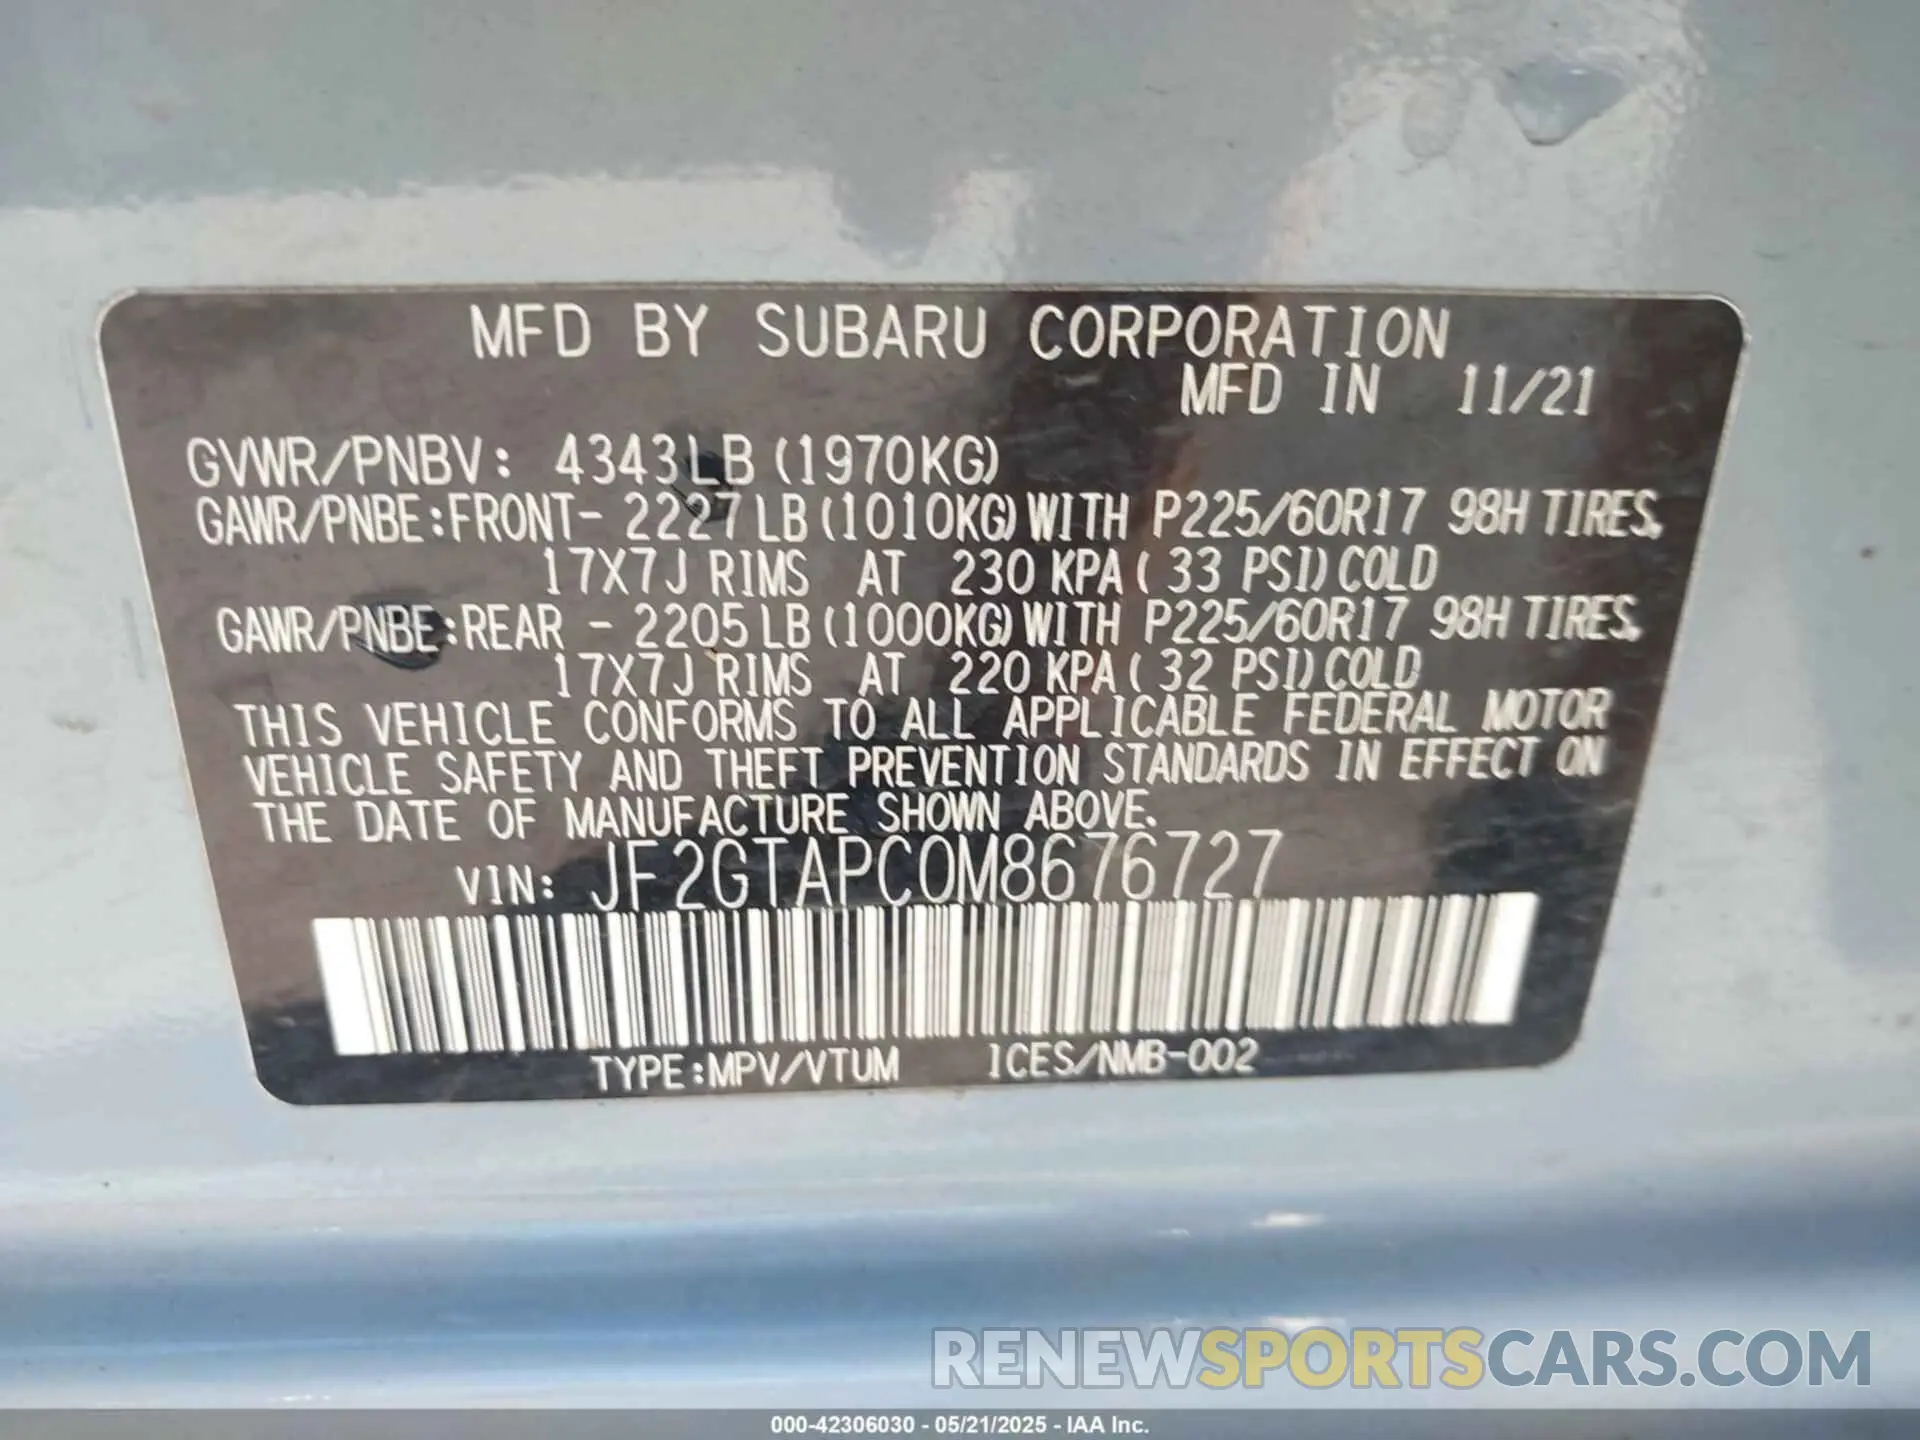 MFD BY SUBARU CORPORATION
MFD IN 11/21
GVWR/PNBV: 4343LB (1970KG)
GAWR/PNBE:FRONT- 2227 LB (1010KG) WITH P225/60R17 98H TIRES,
17X7J RIMS AT 230 KPA ( 33 PSI) COLD
GAWR/PNBE:REAR - 2205 LB (1000KG) WITH P225/60R17 98H TIRES,
17X7J RIMS AT 220 KPA ( 32 PSI) COLD
THIS VEHICLE CONFORMS TO ALL APPLICABLE FEDERAL MOTOR
VEHICLE SAFETY AND THEFT PREVENTION STANDARDS IN EFFECT ON
THE DATE OF MANUFACTURE SHOWN ABOVE.
VIN: JF2GTAPC0M8676727
TYPE:MPV/VTUM ICES/NMB-002
RENEWSPORTSCARS.COM
000-42306030 - 05/21/2025 - IAA Inc.